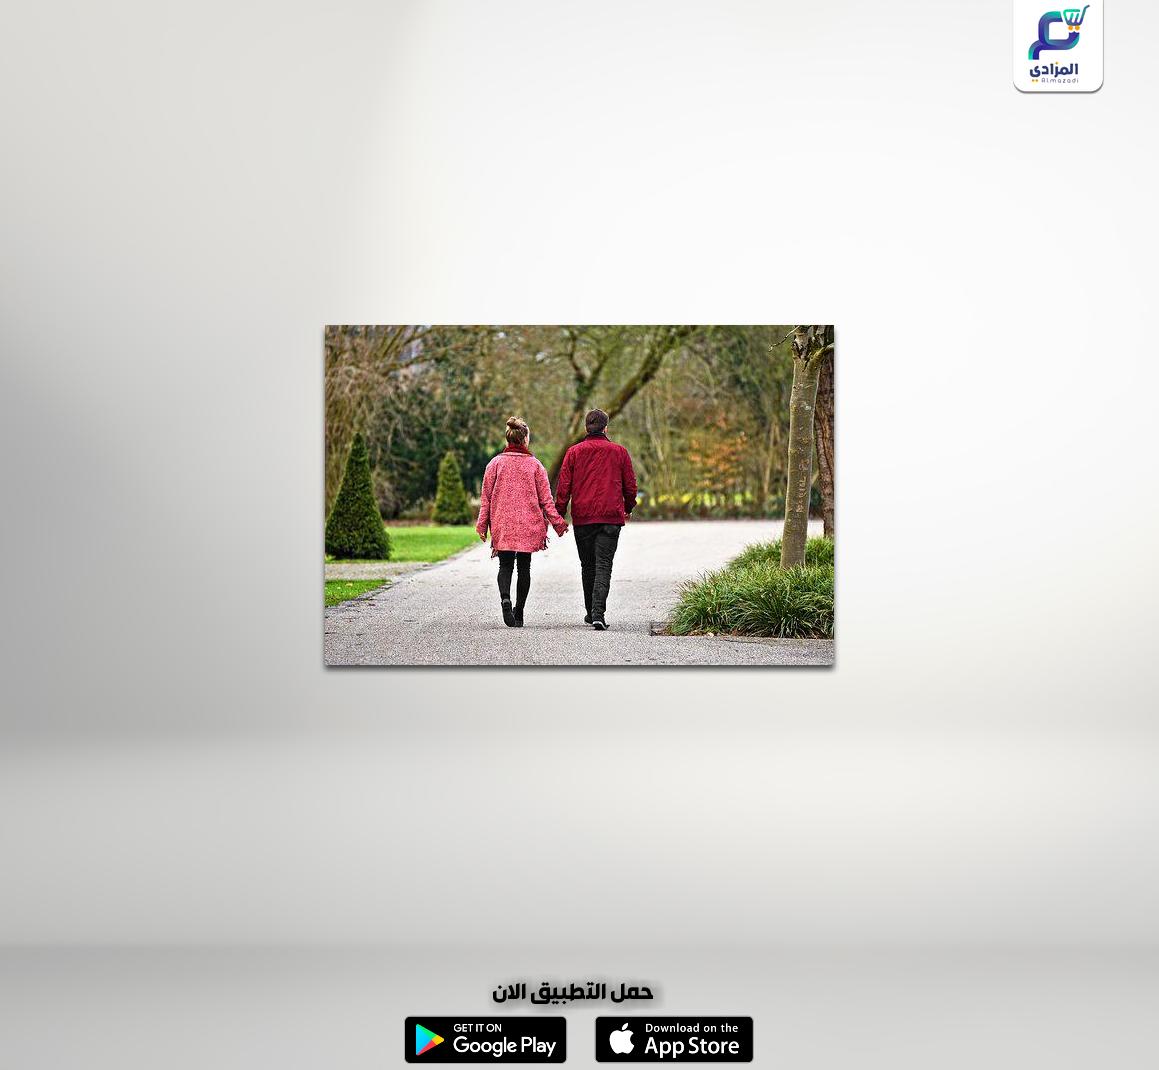 المزادي
Almazadi
حمل التطبيق الان
GET IT ON
Google Play
Download on the
App Store